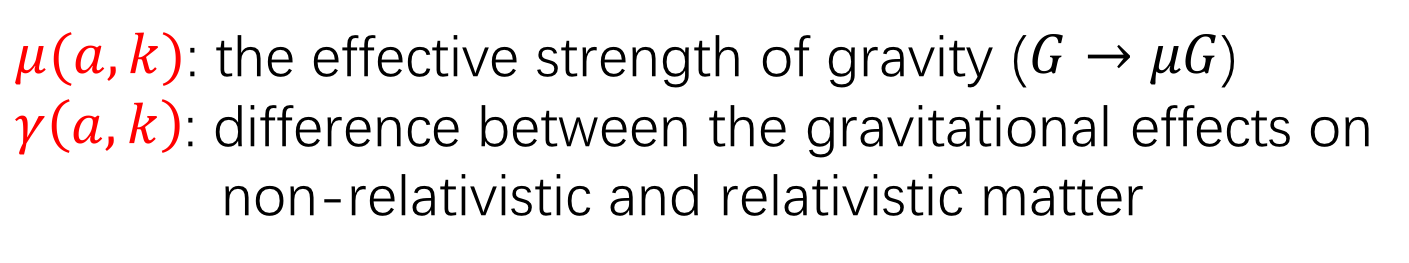 μ(a, k): the effective strength of gravity (G → μG)
γ(a, k): difference between the gravitational effects on
non-relativistic and relativistic matter